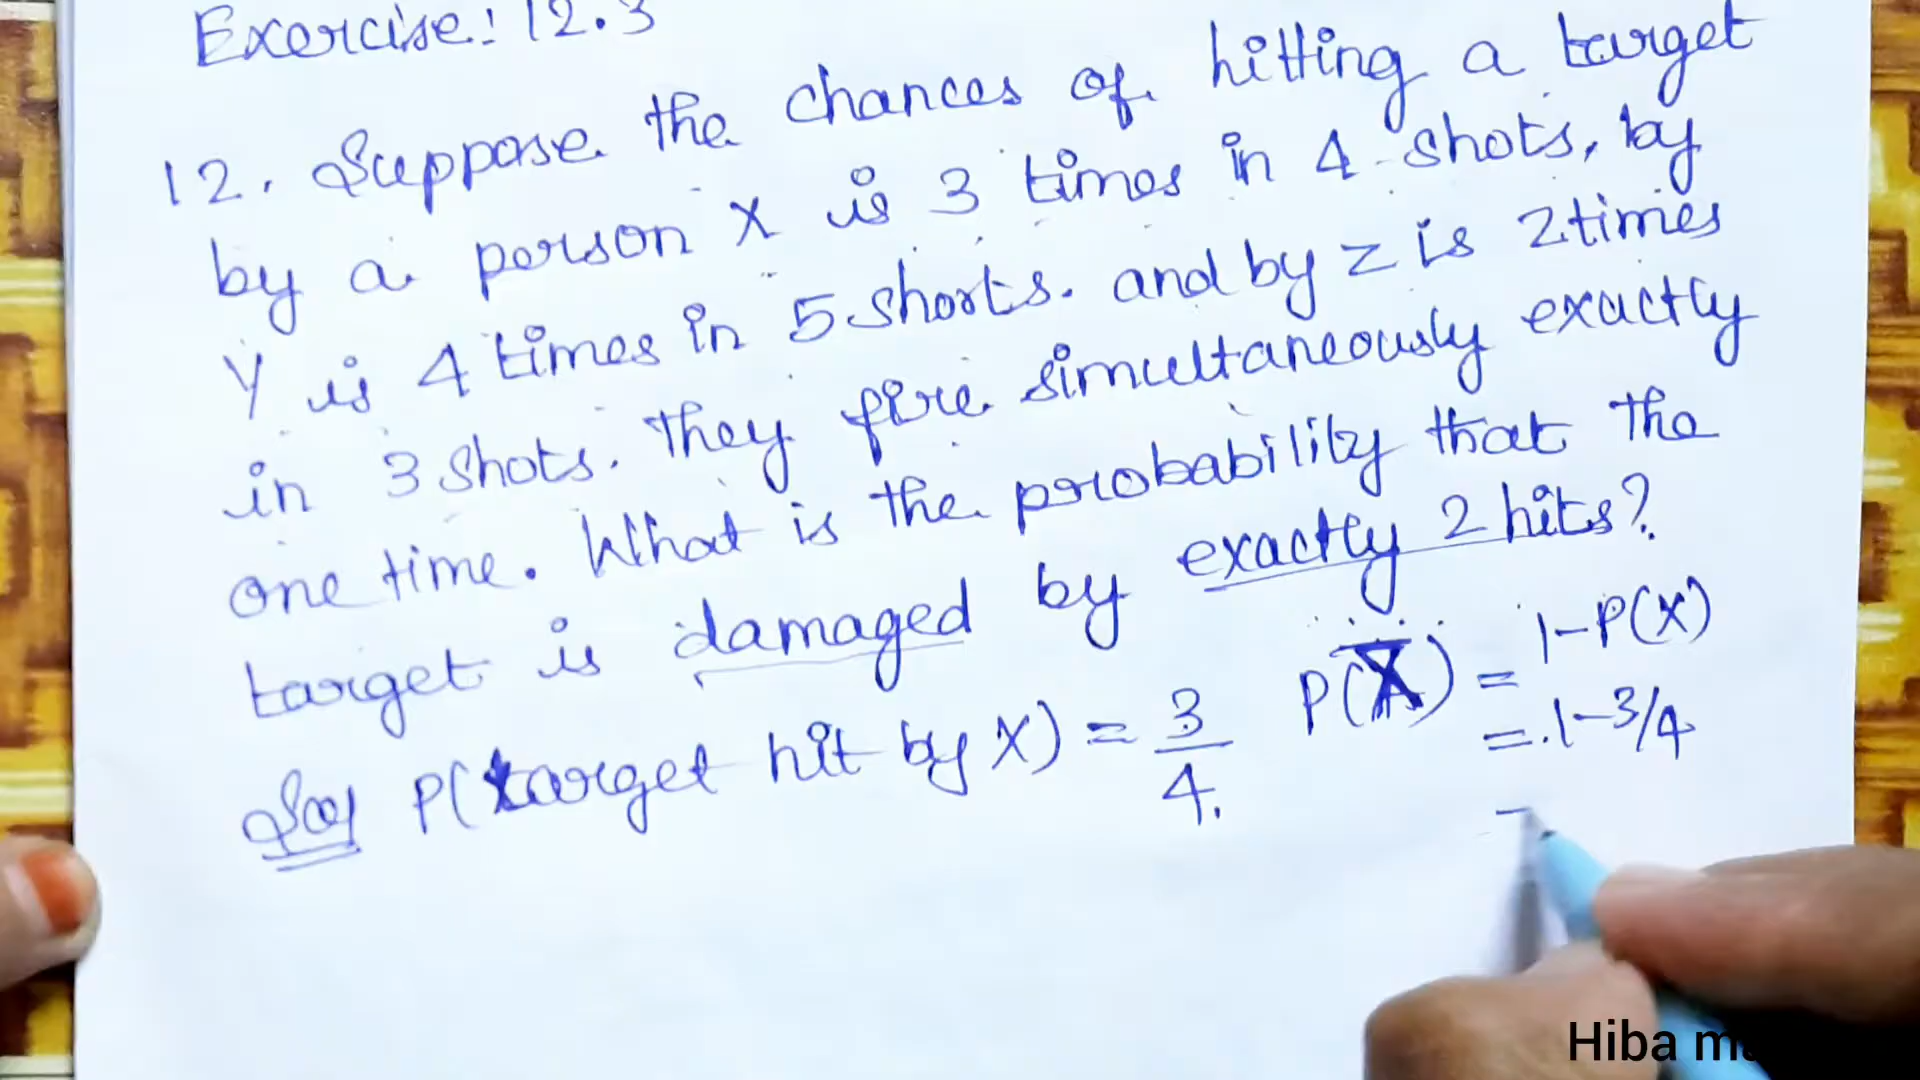 Exercise: 12.3
12. Suppose the chances of hitting a target
by a person X is 3 times in 4 shots, by
Y is 4 times in 5 shorts. and by Z is 2 times
in 3 shots. They fire simultaneously exactly
one time. What is the probability that the
target is damaged by exactly 2 hits?
Sol P(target hit by X) = 3/4. P(X̅) = 1-P(X)
= 1-3/4
Hiba